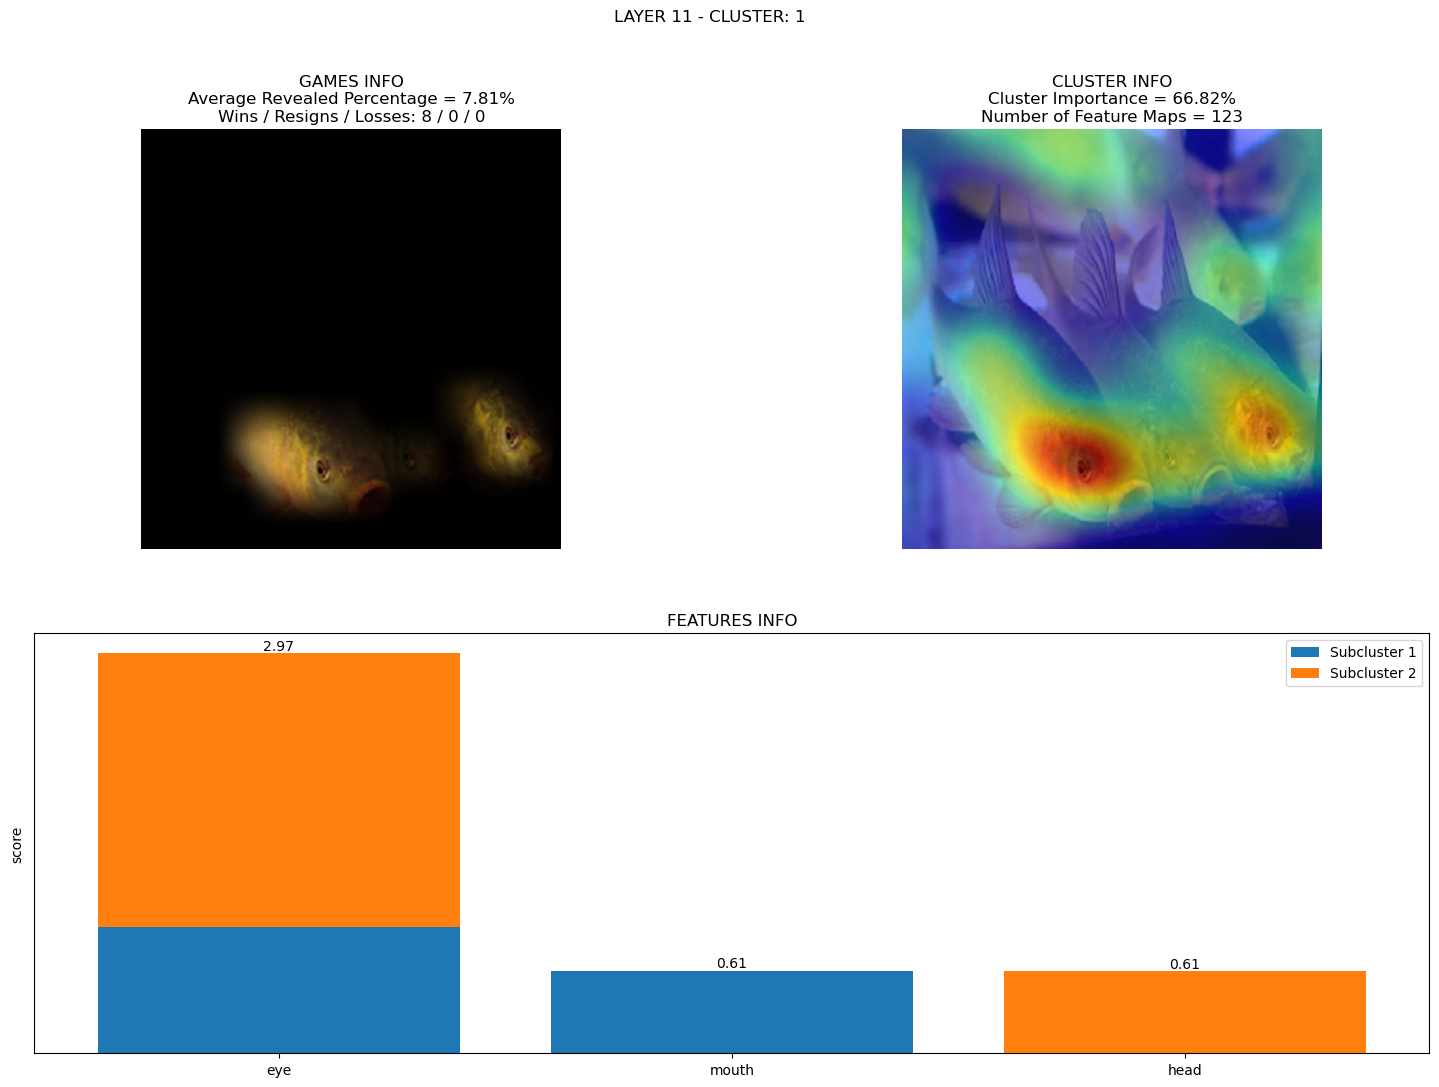 LAYER 11 - CLUSTER: 1
GAMES INFO
Average Revealed Percentage = 7.81%
Wins / Resigns / Losses: 8 / 0 / 0
CLUSTER INFO
Cluster Importance = 66.82%
Number of Feature Maps = 123
FEATURES INFO
2.97
Subcluster 1
Subcluster 2
score
0.61
0.61
eye
mouth
head